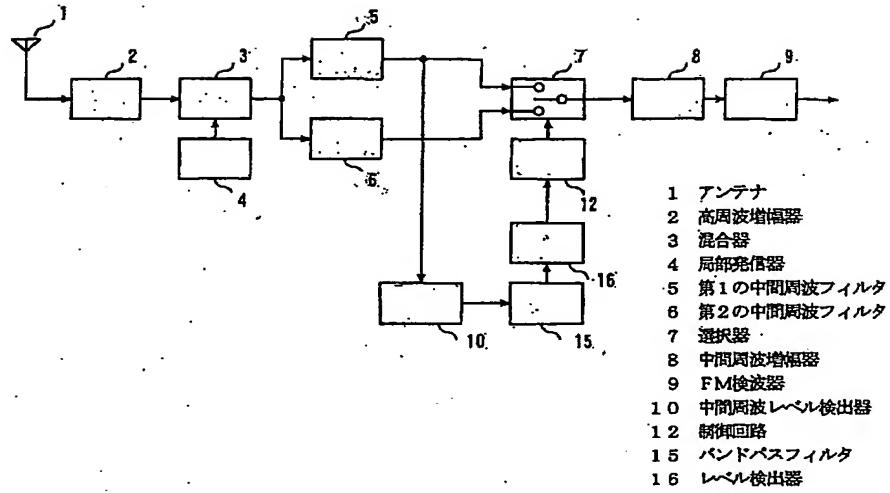 1
5
2
3
7
8
9
4
6
12
16
10
15
1 アンテナ
2 高周波増幅器
3 混合器
4 局部発信器
5 第1の中間周波フィルタ
6 第2の中間周波フィルタ
7 選択器
8 中間周波増幅器
9 FM検波器
10 中間周波レベル検出器
12 制御回路
15 バンドパスフィルタ
16 レベル検出器